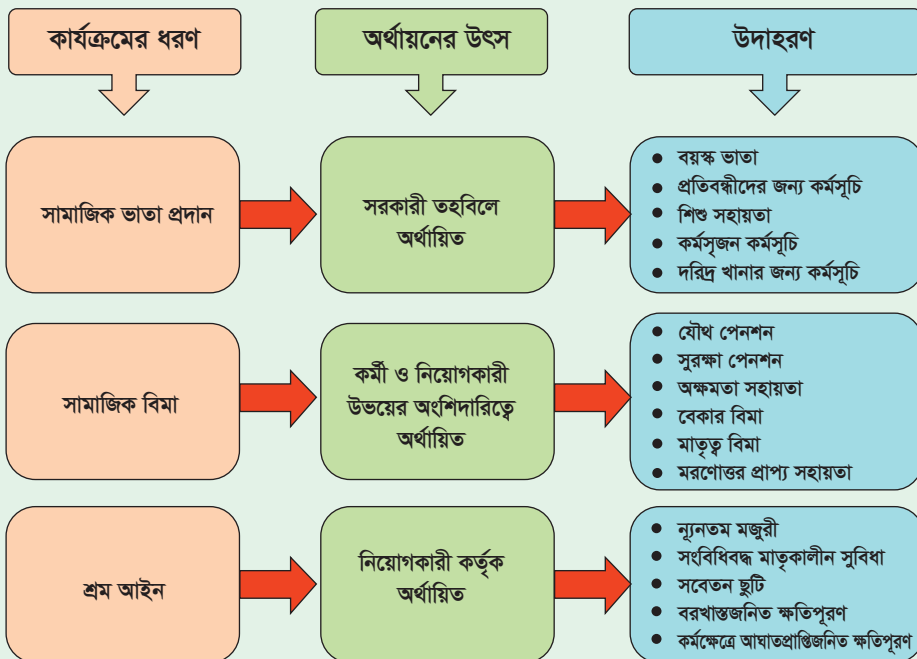 কার্যক্রমের ধরণ
অর্থায়নের উৎস
উদাহরণ
সামাজিক ভাতা প্রদান
সরকারী তহবিলে
অর্থায়িত
● বয়স্ক ভাতা
● প্রতিবন্ধীদের জন্য কর্মসূচি
● শিশু সহায়তা
● কর্মসৃজন কর্মসূচি
● দরিদ্র খানার জন্য কর্মসূচি
সামাজিক বিমা
কর্মী ও নিয়োগকারী
উভয়ের অংশিদারিত্বে
অর্থায়িত
● যৌথ পেনশন
● সুরক্ষা পেনশন
● অক্ষমতা সহায়তা
● বেকার বিমা
● মাতৃত্ব বিমা
● মরণোত্তর প্রাপ্য সহায়তা
শ্রম আইন
নিয়োগকারী কর্তৃক
অর্থায়িত
● ন্যূনতম মজুরী
● সংবিধিবদ্ধ মাতৃকালীন সুবিধা
● সবেতন ছুটি
● বরখাস্তজনিত ক্ষতিপূরণ
● কর্মক্ষেত্রে আঘাতপ্রাপ্তিজনিত ক্ষতিপূরণ